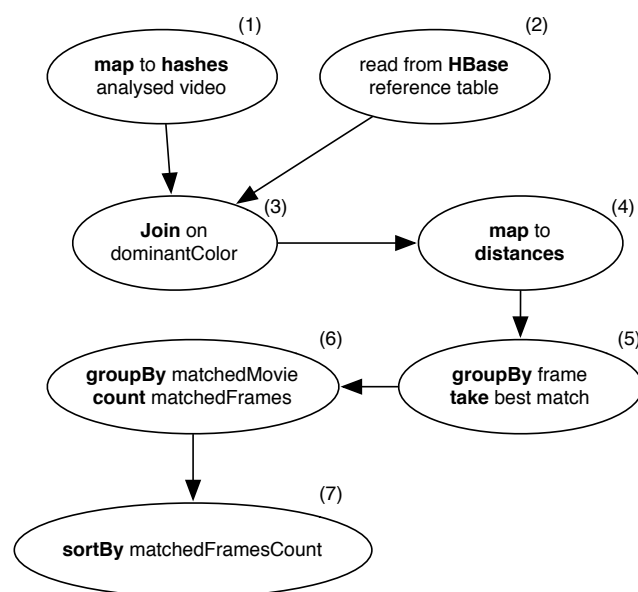 (1)
map to hashes
analysed video
(2)
read from HBase
reference table
(3)
Join on
dominantColor
(4)
map to
distances
(5)
groupBy frame
take best match
(6)
groupBy matchedMovie
count matchedFrames
(7)
sortBy matchedFramesCount